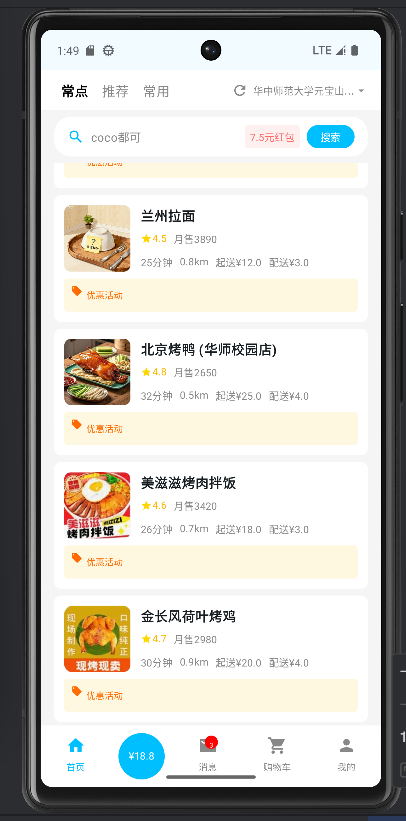 1:49
LTE
常点 推荐 常用 华中师范大学元宝山...
coco都可 7.5元红包 搜索
优惠活动
兰州拉面
4.5 月售3890
25分钟 0.8km 起送¥12.0 配送¥3.0
优惠活动
北京烤鸭 (华师校园店)
4.8 月售2650
32分钟 0.5km 起送¥25.0 配送¥4.0
优惠活动
美滋滋烤肉拌饭
4.6 月售3420
26分钟 0.7km 起送¥18.0 配送¥3.0
美滋滋
烤肉拌饭
优惠活动
金长风荷叶烤鸡
4.7 月售2980
30分钟 0.9km 起送¥20.0 配送¥4.0
现场制作
口味纯正
现烤现卖
优惠活动
¥18.8
3
首页 消息 购物车 我的